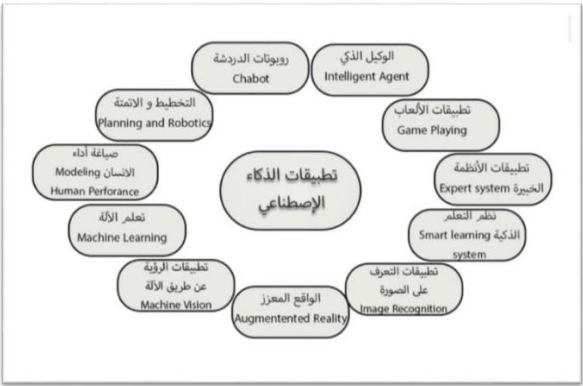 تطبيقات الذكاء
الإصطناعي
الوكيل الذكي
Intelligent Agent
تطبيقات الألعاب
Game Playing
تطبيقات الأنظمة
الخبيرة Expert system
نظم التعلم
الذكية Smart learning
system
تطبيقات التعرف
على الصورة
Image Recognition
الواقع المعزز
Augmentented Reality
تطبيقات الرؤية
عن طريق الآلة
Machine Vision
تعلم الآلة
Machine Learning
صياغة أداء
الانسان Modeling
Human Perforance
التخطيط و الاتمتة
Planning and Robotics
روبوتات الدردشة
Chabot